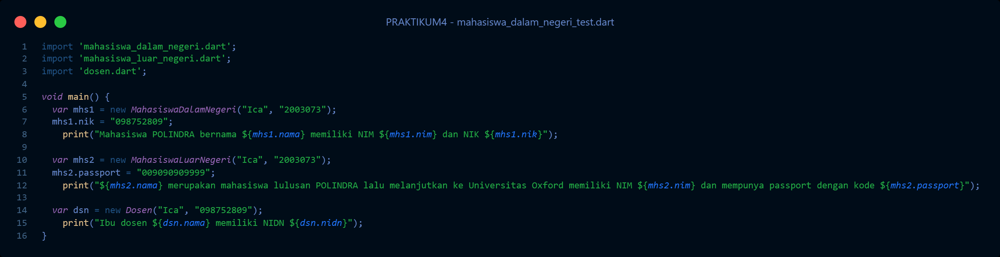 PRAKTIKUM4 - mahasiswa_dalam_negeri_test.dart
1 import 'mahasiswa_dalam_negeri.dart';
2 import 'mahasiswa_luar_negeri.dart';
3 import 'dosen.dart';
4
5 void main() {
6   var mhs1 = new MahasiswaDalamNegeri("Ica", "2003073");
7   mhs1.nik = "098752809";
8     print("Mahasiswa POLINDRA bernama ${mhs1.nama} memiliki NIM ${mhs1.nim} dan NIK ${mhs1.nik}");
9
10   var mhs2 = new MahasiswaLuarNegeri("Ica", "2003073");
11   mhs2.passport = "009090909999";
12     print("${mhs2.nama} merupakan mahasiswa lulusan POLINDRA lalu melanjutkan ke Universitas Oxford memiliki NIM ${mhs2.nim} dan mempunya passport dengan kode ${mhs2.passport}");
13
14   var dsn = new Dosen("Ica", "098752809");
15     print("Ibu dosen ${dsn.nama} memiliki NIDN ${dsn.nidn}");
16 }